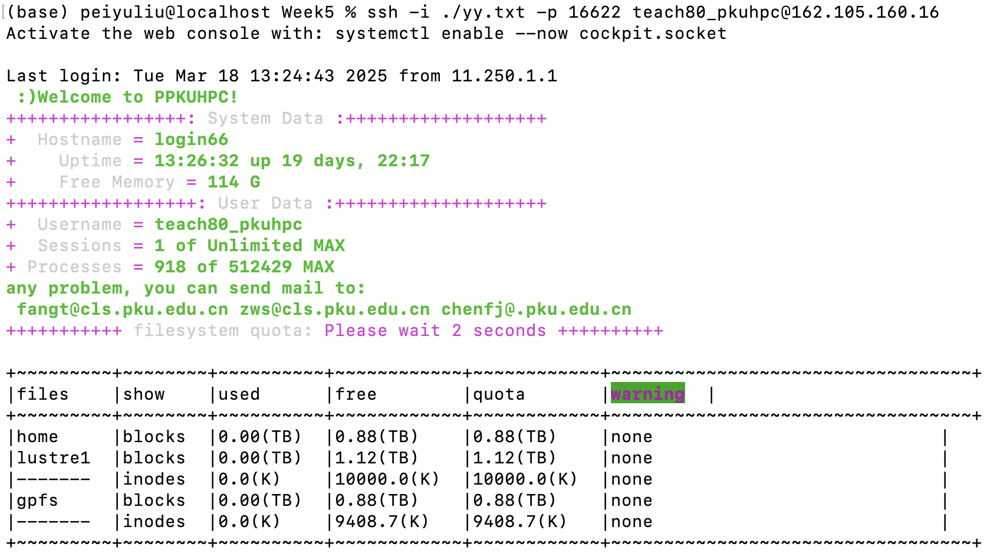 [(base) peiyuliu@localhost Week5 % ssh -i ./yy.txt -p 16622 teach80_pkuhpc@162.105.160.16
Activate the web console with: systemctl enable --now cockpit.socket
Last login: Tue Mar 18 13:24:43 2025 from 11.250.1.1
 :)Welcome to PPKUHPC!
+++++++++++++++++: System Data :+++++++++++++++++++
+  Hostname = login66
+    Uptime = 13:26:32 up 19 days, 22:17
+    Free Memory = 114 G
++++++++++++++++++: User Data :++++++++++++++++++++
+  Username = teach80_pkuhpc
+  Sessions = 1 of Unlimited MAX
+ Processes = 918 of 512429 MAX
any problem, you can send mail to:
 fangt@cls.pku.edu.cn zws@cls.pku.edu.cn chenfj@.pku.edu.cn
+++++++++++ filesystem quota: Please wait 2 seconds ++++++++++
+~~~~~~~~~+~~~~~~~~+~~~~~~~~~~+~~~~~~~~~~~~+~~~~~~~~~~~~+~~~~~~~~~~~~~~~~~~~~~~~~~~~~~~~~~~+
|files    |show    |used      |free        |quota       |warning  |
+~~~~~~~~~+~~~~~~~~+~~~~~~~~~~+~~~~~~~~~~~~+~~~~~~~~~~~~+~~~~~~~~~~~~~~~~~~~~~~~~~~~~~~~~~~+
|home     |blocks  |0.00(TB)  |0.88(TB)    |0.88(TB)    |none                           |
|lustre1  |blocks  |0.00(TB)  |1.12(TB)    |1.12(TB)    |none                           |
|-------  |inodes  |0.0(K)    |10000.0(K)  |10000.0(K)  |none                           |
|gpfs     |blocks  |0.00(TB)  |0.88(TB)    |0.88(TB)    |none                           |
|-------  |inodes  |0.0(K)    |9408.7(K)   |9408.7(K)   |none                           |
+~~~~~~~~~+~~~~~~~~+~~~~~~~~~~+~~~~~~~~~~~~+~~~~~~~~~~~~+~~~~~~~~~~~~~~~~~~~~~~~~~~~~~~~~~~+